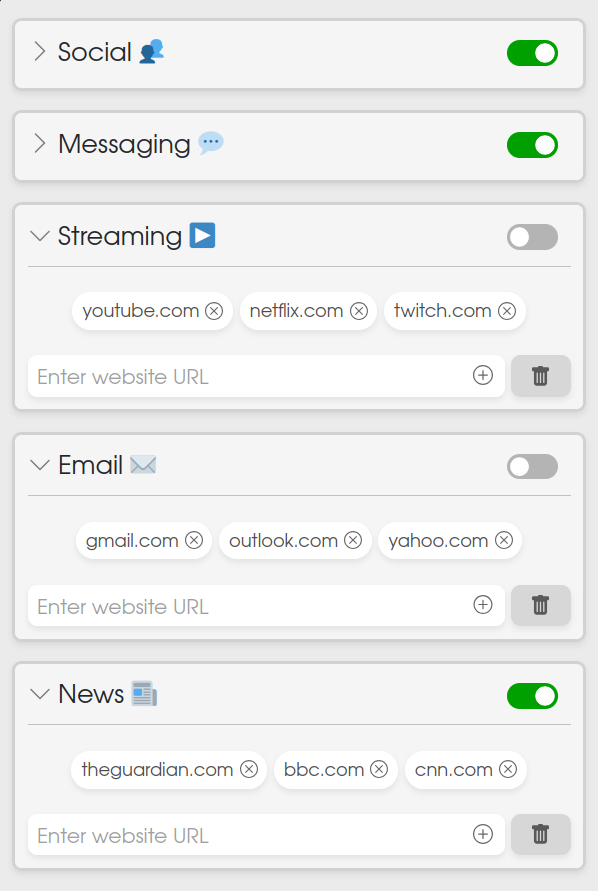 Social
Messaging
Streaming
youtube.com netflix.com twitch.com
Enter website URL
Email
gmail.com outlook.com yahoo.com
Enter website URL
News
theguardian.com bbc.com cnn.com
Enter website URL